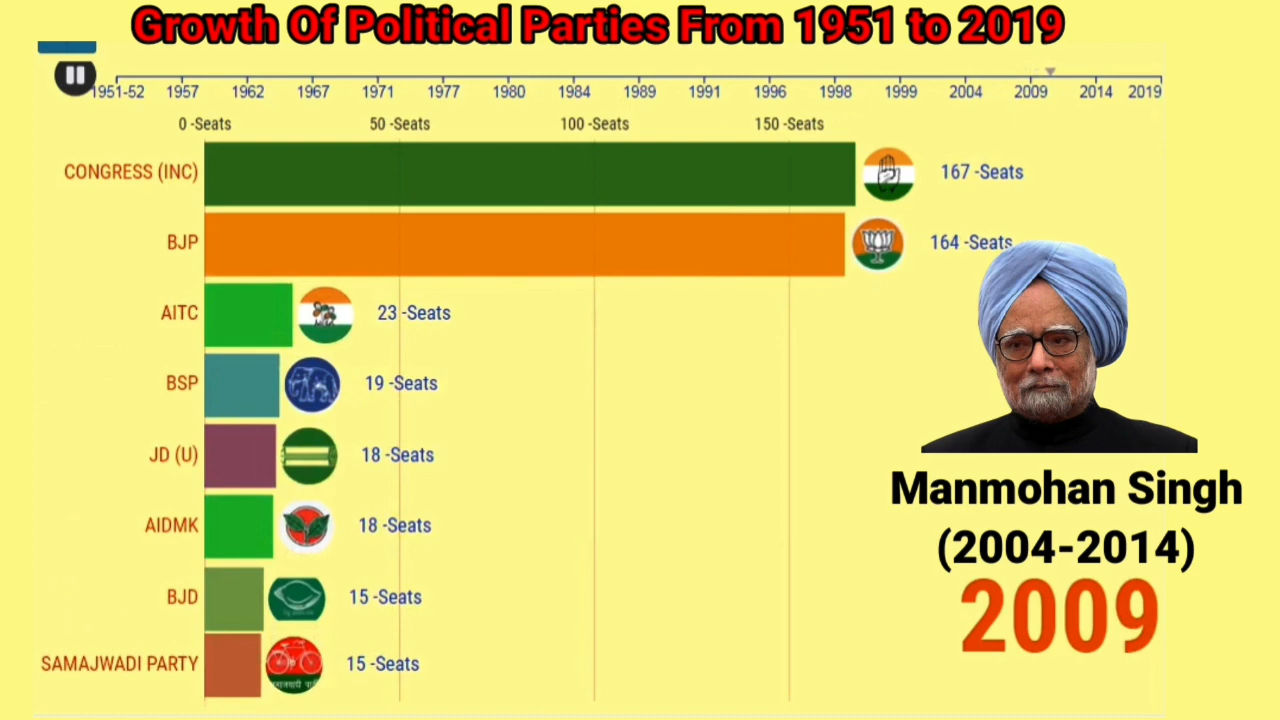 Growth Of Political Parties From 1951 to 2019
1951-52 1957 1962 1967 1971 1977 1980 1984 1989 1991 1996 1998 1999 2004 2009 2014 2019
0 -Seats 50 -Seats 100 -Seats 150 -Seats
CONGRESS (INC) 167 -Seats
BJP 164 -Seats
AITC 23 -Seats
BSP 19 -Seats
JD (U) 18 -Seats
AIDMK 18 -Seats
BJD 15 -Seats
SAMAJWADI PARTY 15 -Seats
Manmohan Singh
(2004-2014)
2009